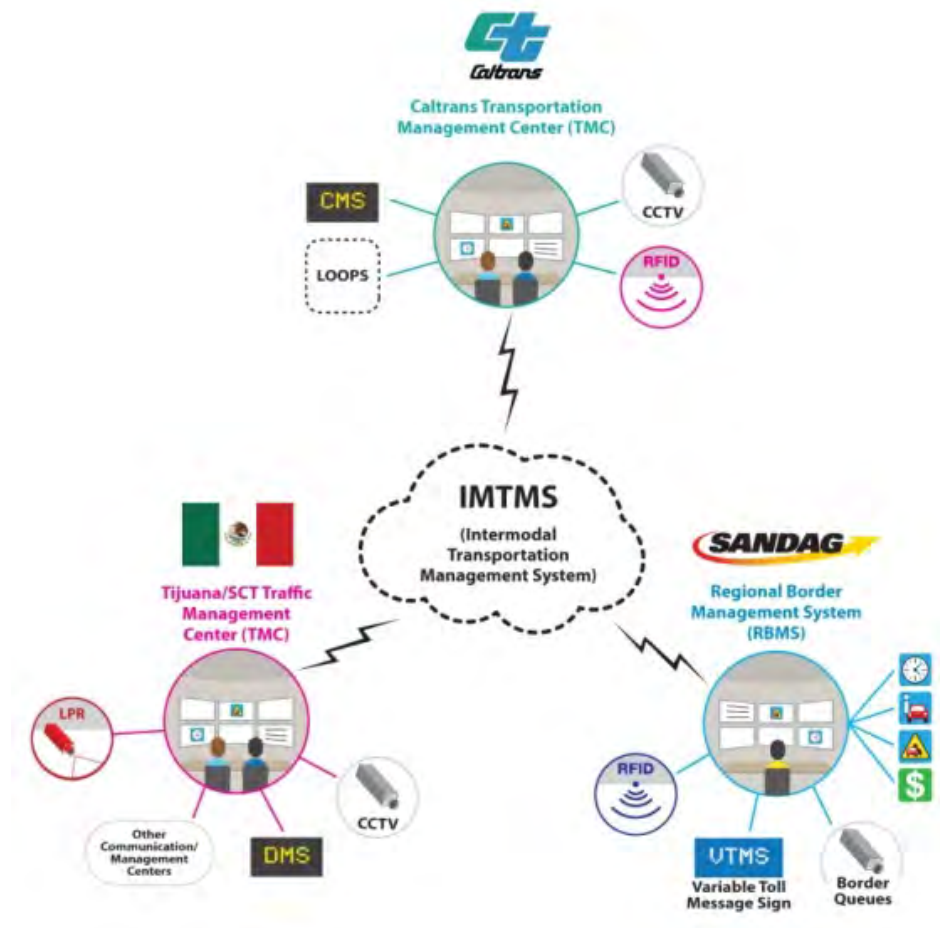 Ct
Caltrans
Caltrans Transportation
Management Center (TMC)
CMS
CCTV
LOOPS
RFID
IMTMS
(Intermodal
Transportation
Management System)
Tijuana/SCT Traffic
Management
Center (TMC)
LPR
Other
Communication/
Management
Centers
DMS
CCTV
SANDAG
Regional Border
Management System
(RBMS)
RFID
i
$
VTMS
Variable Toll
Message Sign
Border
Queues